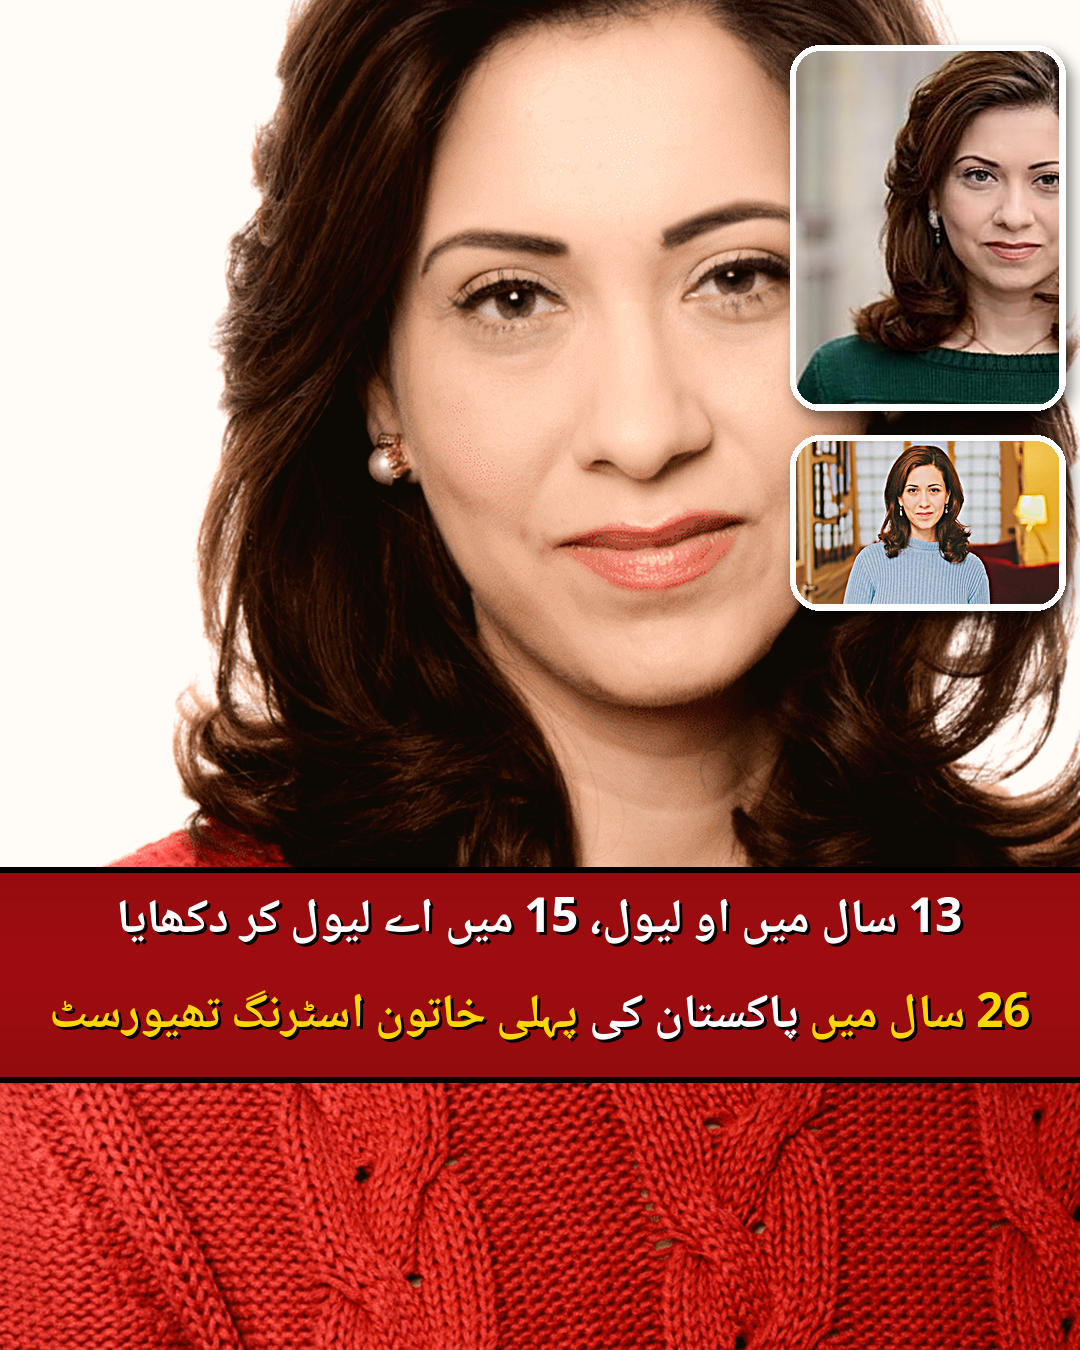 13 سال میں او لیول، 15 میں اے لیول کر دکھایا
26 سال میں پاکستان کی پہلی خاتون اسٹرنگ تھیورسٹ